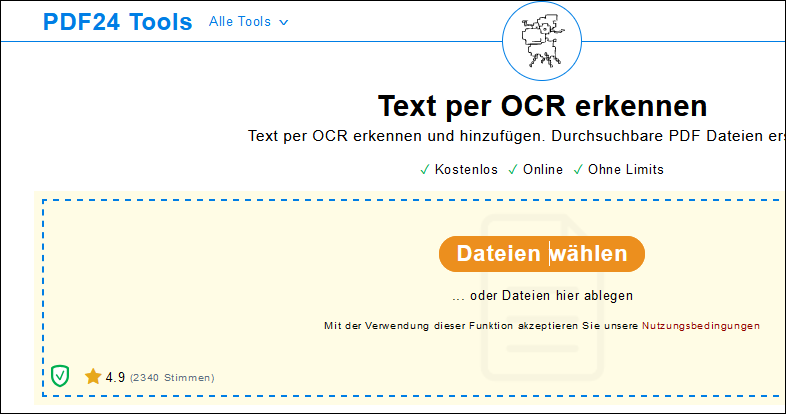 PDF24 Tools Alle Tools
Text per OCR erkennen
Text per OCR erkennen und hinzufügen. Durchsuchbare PDF Dateien ers
✓ Kostenlos ✓ Online ✓ Ohne Limits
Dateien wählen
... oder Dateien hier ablegen
Mit der Verwendung dieser Funktion akzeptieren Sie unsere Nutzungsbedingungen
4.9 (2340 Stimmen)